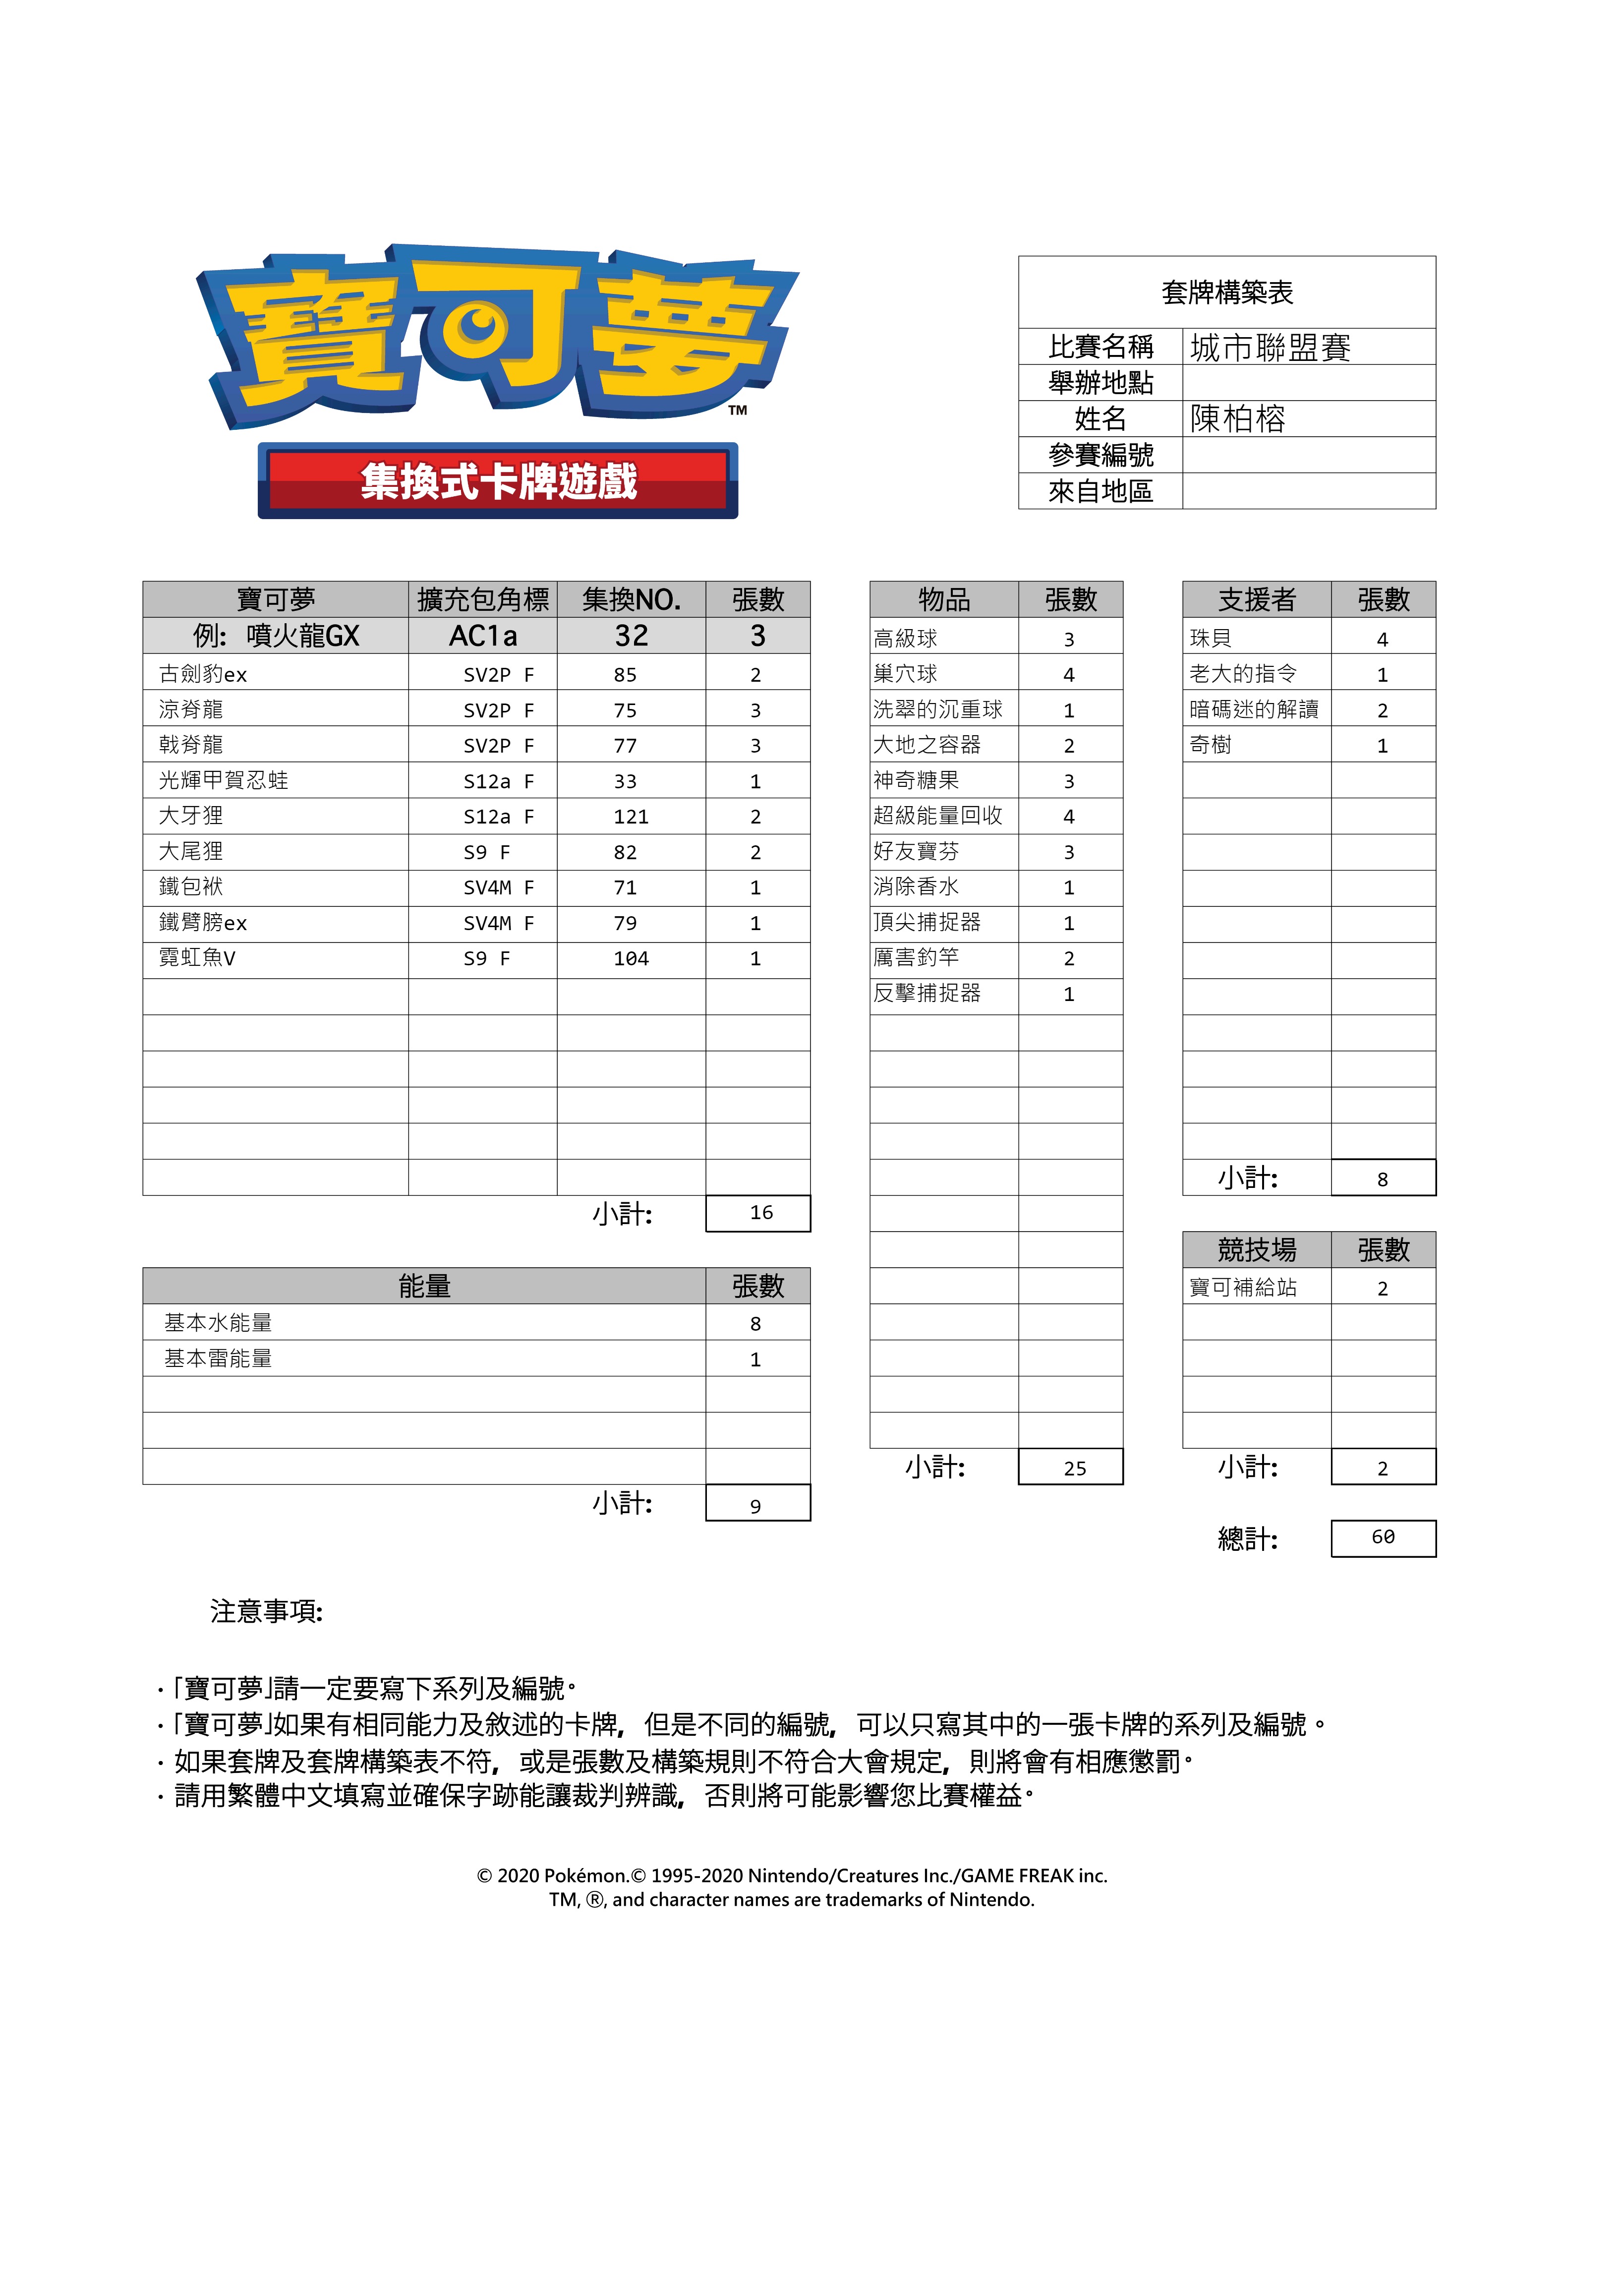 寶可夢
TM
集換式卡牌遊戲
套牌構築表
比賽名稱 城市聯盟賽
舉辦地點
姓名 陳柏榕
參賽編號
來自地區
寶可夢 擴充包角標 集換NO. 張數
例: 噴火龍GX AC1a 32 3
古劍豹ex SV2P F 85 2
涼脊龍 SV2P F 75 3
戟脊龍 SV2P F 77 3
光輝甲賀忍蛙 S12a F 33 1
大牙狸 S12a F 121 2
大尾狸 S9 F 82 2
鐵包袱 SV4M F 71 1
鐵臂膀ex SV4M F 79 1
霓虹魚V S9 F 104 1
小計: 16
能量 張數
基本水能量 8
基本雷能量 1
小計: 9
物品 張數
高級球 3
巢穴球 4
洗翠的沉重球 1
大地之容器 2
神奇糖果 3
超級能量回收 4
好友寶芬 3
消除香水 1
頂尖捕捉器 1
厲害釣竿 2
反擊捕捉器 1
小計: 25
支援者 張數
珠貝 4
老大的指令 1
暗碼迷的解讀 2
奇樹 1
小計: 8
競技場 張數
寶可補給站 2
小計: 2
總計: 60
注意事項:
·「寶可夢」請一定要寫下系列及編號。
·「寶可夢」如果有相同能力及敘述的卡牌，但是不同的編號，可以只寫其中的一張卡牌的系列及編號。
·如果套牌及套牌構築表不符，或是張數及構築規則不符合大會規定，則將會有相應懲罰。
·請用繁體中文填寫並確保字跡能讓裁判辨識，否則將可能影響您比賽權益。
© 2020 Pokémon.© 1995-2020 Nintendo/Creatures Inc./GAME FREAK inc.
TM, Ⓡ, and character names are trademarks of Nintendo.